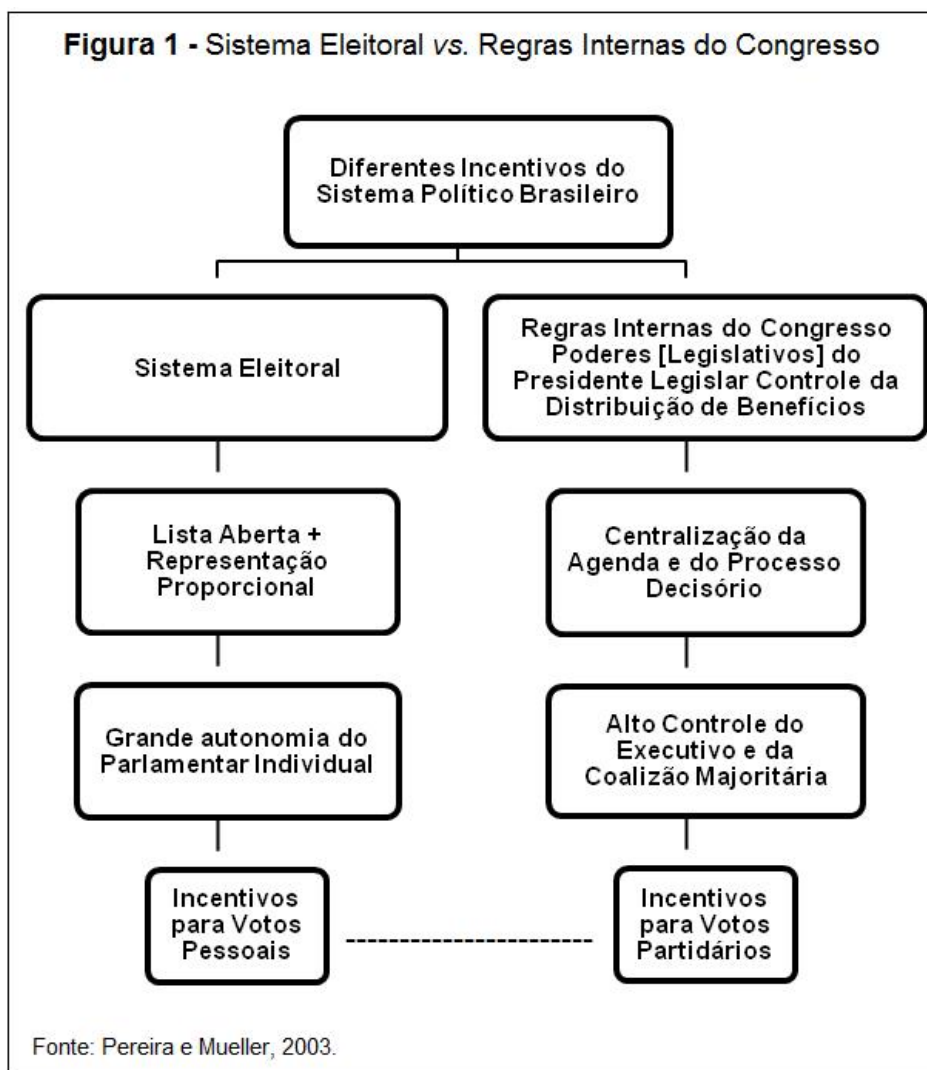 Figura 1 - Sistema Eleitoral vs. Regras Internas do Congresso
Diferentes Incentivos do
Sistema Político Brasileiro
Sistema Eleitoral
Regras Internas do Congresso
Poderes [Legislativos] do
Presidente Legislar Controle da
Distribuição de Benefícios
Lista Aberta +
Representação
Proporcional
Centralização da
Agenda e do Processo
Decisório
Grande autonomia do
Parlamentar Individual
Alto Controle do
Executivo e da
Coalizão Majoritária
Incentivos
para Votos
Pessoais
Incentivos
para Votos
Partidários
Fonte: Pereira e Mueller, 2003.